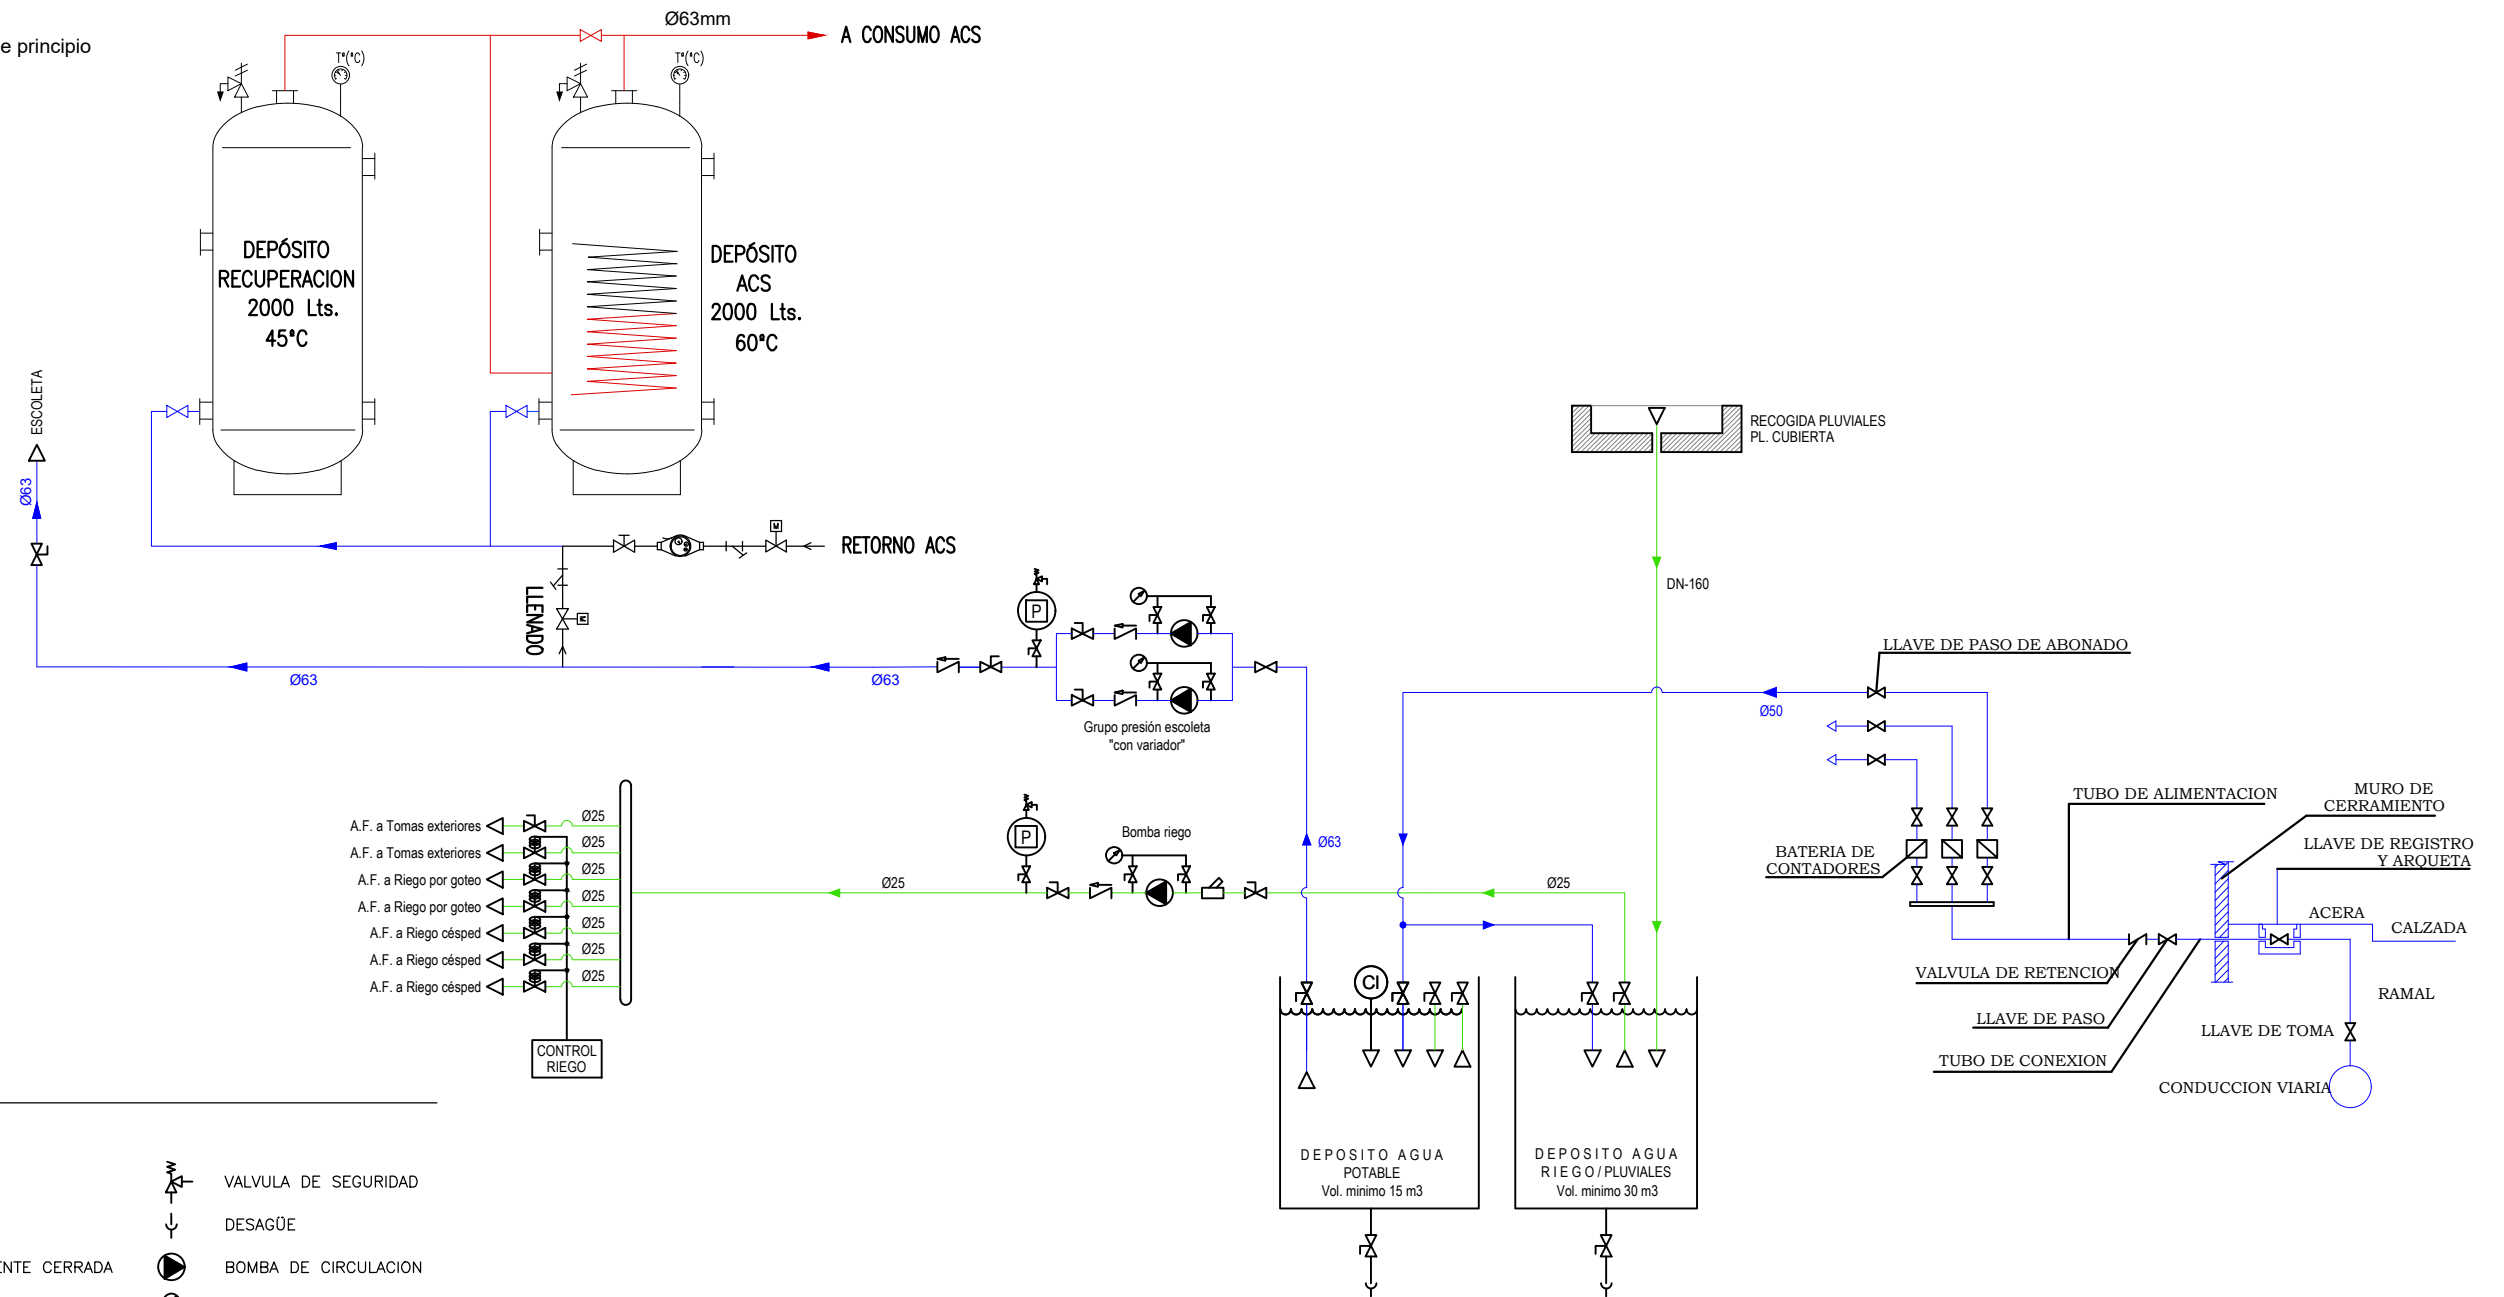 Ø63mm
A CONSUMO ACS
e principio
Tª(ªC)
Tª(ªC)
DEPÓSITO
RECUPERACION
2000 Lts.
45ªC
DEPÓSITO
ACS
2000 Lts.
60ªC
ESCOLETA
Ø63
RECOGIDA PLUVIALES
PL. CUBIERTA
M
RETORNO ACS
DN-160
LLENADO
M
P
Ø63
Ø63
Grupo presión escoleta
"con variador"
LLAVE DE PASO DE ABONADO
Ø50
TUBO DE ALIMENTACION
MURO DE
CERRAMIENTO
LLAVE DE REGISTRO
Y ARQUETA
BATERIA DE
CONTADORES
ACERA
CALZADA
VALVULA DE RETENCION
RAMAL
LLAVE DE PASO
LLAVE DE TOMA
TUBO DE CONEXION
CONDUCCION VIARIA
A.F. a Tomas exteriores
Ø25
A.F. a Tomas exteriores
Ø25
A.F. a Riego por goteo
Ø25
A.F. a Riego por goteo
Ø25
A.F. a Riego césped
Ø25
A.F. a Riego césped
Ø25
A.F. a Riego césped
Ø25
CONTROL
RIEGO
Ø25
P
Bomba riego
Ø63
Ø25
CI
DEPOSITO AGUA
POTABLE
Vol. minimo 15 m3
DEPOSITO AGUA
RIEGO/PLUVIALES
Vol. minimo 30 m3
VALVULA DE SEGURIDAD
DESAGÜE
ENTE CERRADA
BOMBA DE CIRCULACION